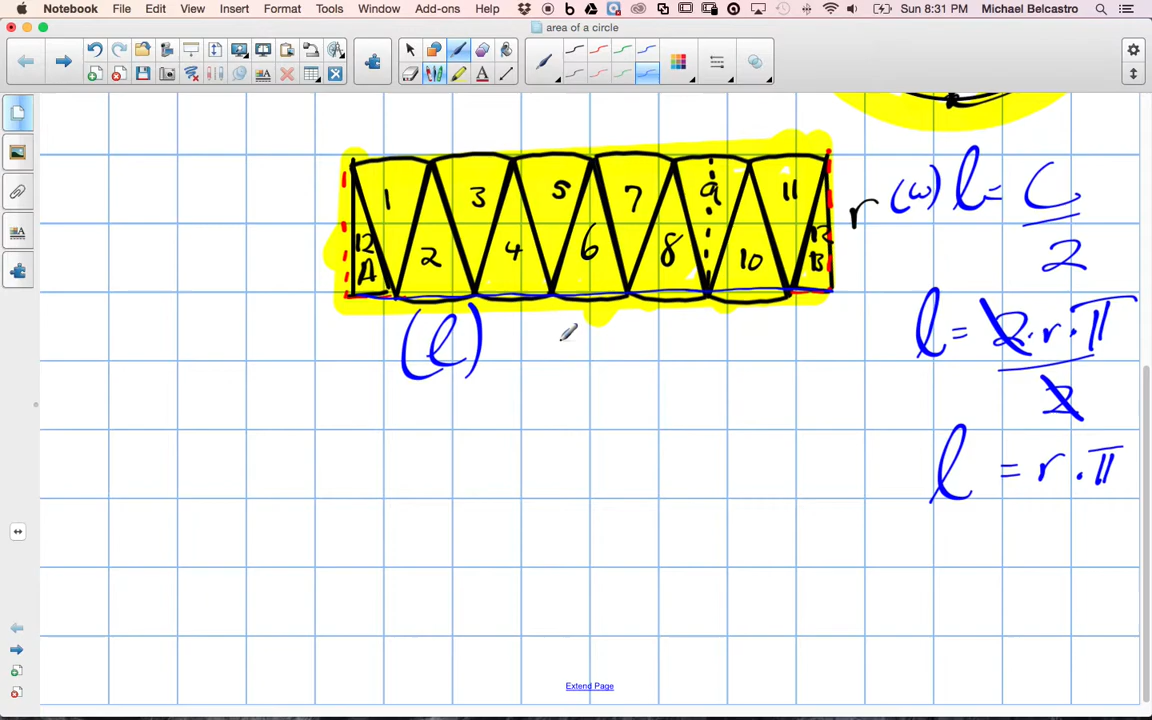 Notebook File Edit View Insert Format Tools Window Add-ons Help Sun 8:31 PM Michael Belcastro
area of a circle
1 3 5 7 9 11
12 A 2 4 6 8 10 12 B
r (w) l = C/2
(l)
l = 2·r·π/2
l = r·π
Extend Page